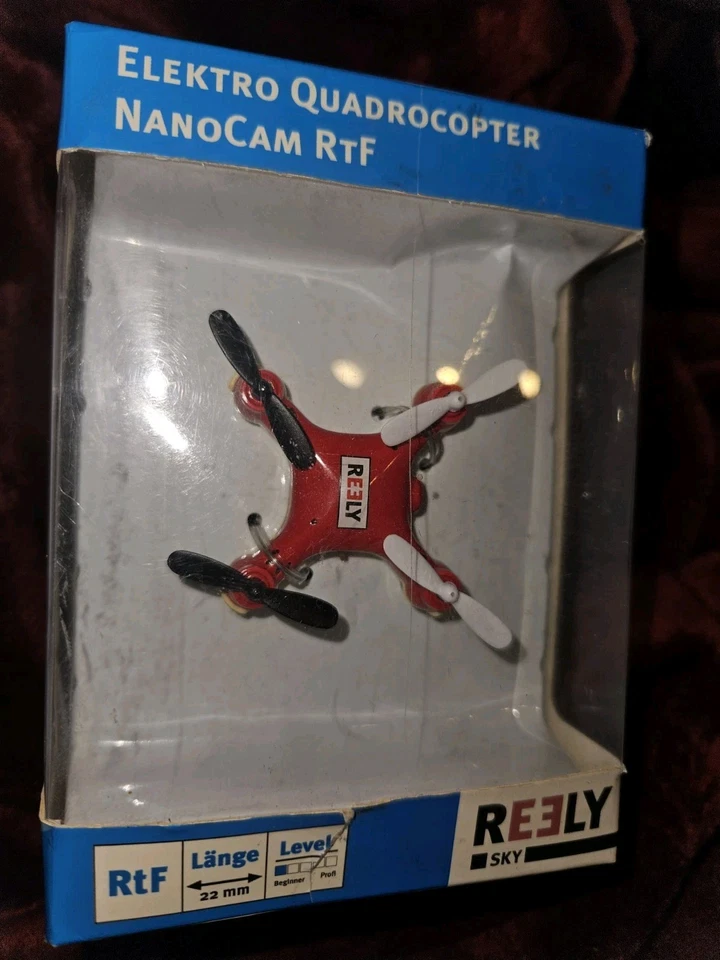 ELEKTRO QUADROCOPTER
NANOCAM RTF
REELY
RtF
Länge
22 mm
Level
Beginner Profi
REELY
SKY